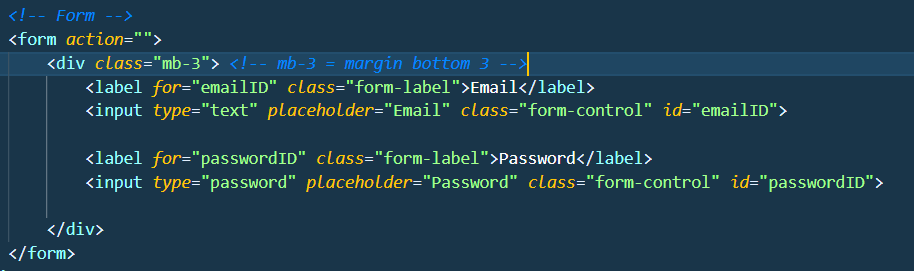 <!-- Form -->
<form action="">
<div class="mb-3"> <!-- mb-3 = margin bottom 3 -->
<label for="emailID" class="form-label">Email</label>
<input type="text" placeholder="Email" class="form-control" id="emailID">
<label for="passwordID" class="form-label">Password</label>
<input type="password" placeholder="Password" class="form-control" id="passwordID">
</div>
</form>